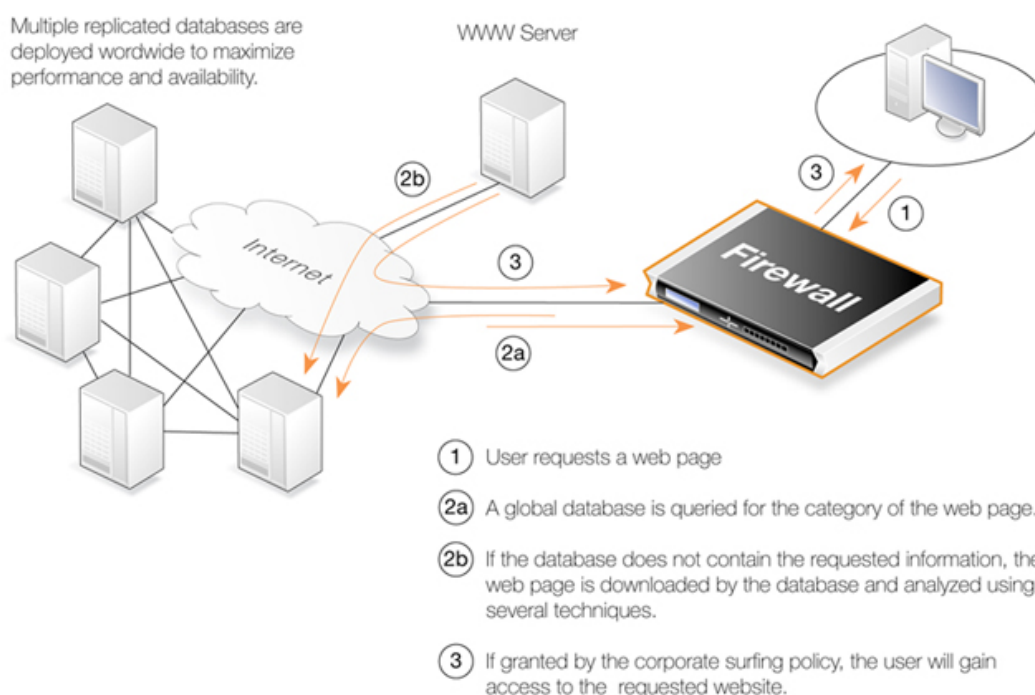 Multiple replicated databases are
deployed wordwide to maximize
performance and availability.
WWW Server
2b
3
1
Internet
3
Firewall
2a
1 User requests a web page
2a A global database is queried for the category of the web page.
2b If the database does not contain the requested information, the
web page is downloaded by the database and analyzed using
several techniques.
3 If granted by the corporate surfing policy, the user will gain
access to the requested website.